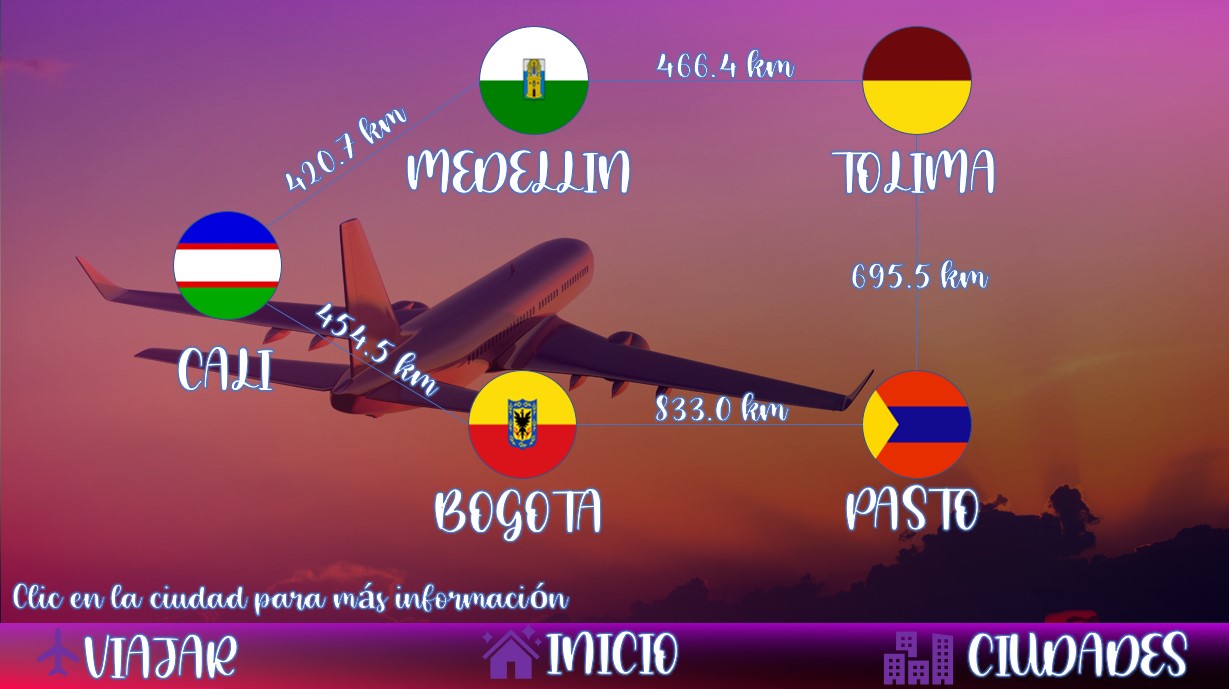 466.4 km
420.7 km
MEDELLIN
TOLIMA
695.5 km
454.5 km
CALI
833.0 km
BOGOTA
PASTO
Clic en la ciudad para más información
VIAJAR
INICIO
CIUDADES